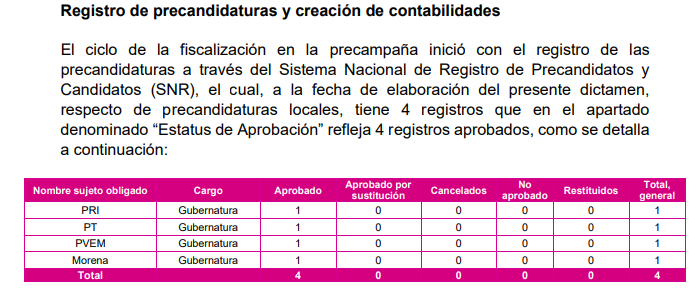 Registro de precandidaturas y creación de contabilidades
El ciclo de la fiscalización en la precampaña inició con el registro de las
precandidaturas a través del Sistema Nacional de Registro de Precandidatos y
Candidatos (SNR), el cual, a la fecha de elaboración del presente dictamen,
respecto de precandidaturas locales, tiene 4 registros que en el apartado
denominado “Estatus de Aprobación” refleja 4 registros aprobados, como se detalla
a continuación:
Nombre sujeto obligado Cargo Aprobado Aprobado por sustitución Cancelados No aprobado Restituidos Total, general
PRI Gubernatura 1 0 0 0 0 1
PT Gubernatura 1 0 0 0 0 1
PVEM Gubernatura 1 0 0 0 0 1
Morena Gubernatura 1 0 0 0 0 1
Total 4 0 0 0 0 4